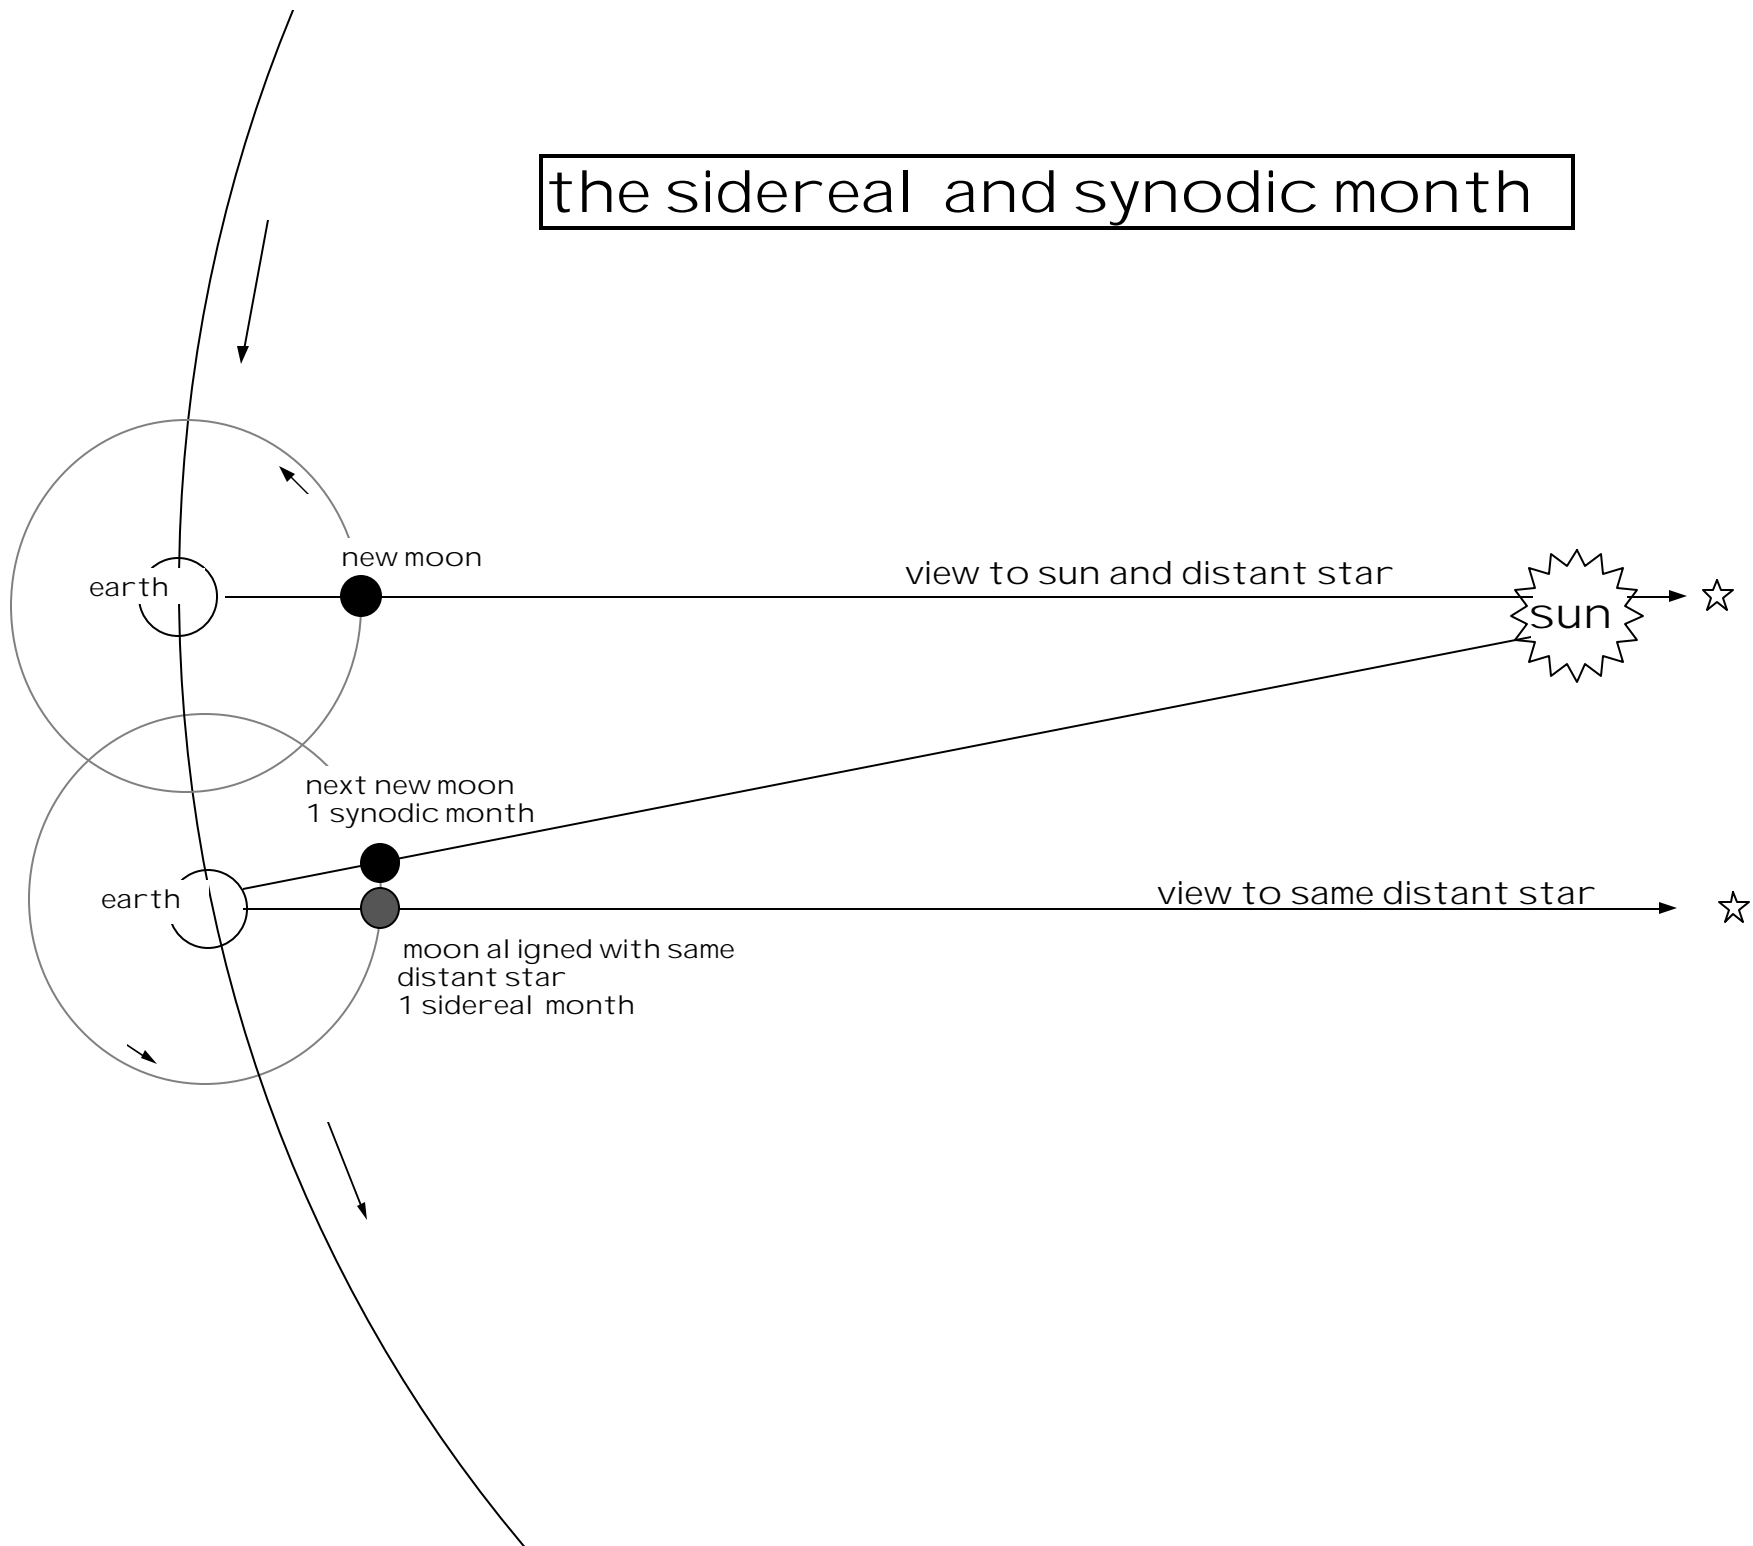 the sidereal and synodic month
new moon
view to sun and distant star
earth
sun
next new moon
1 synodic month
earth
view to same distant star
moon aligned with same
distant star
1 sidereal month